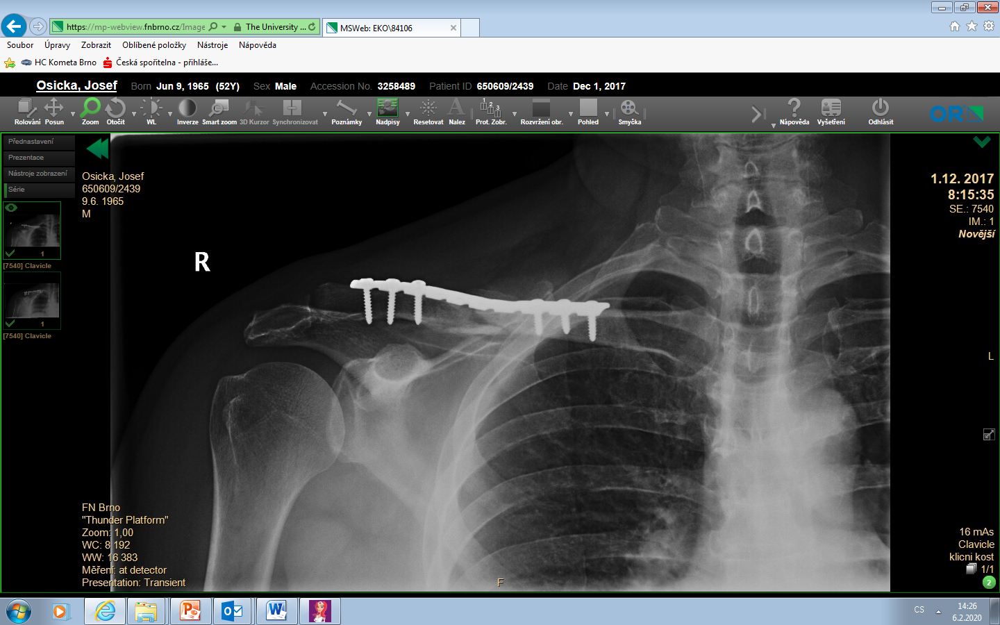 https://mp-webview.fnbrno.cz/Image
The University ...
MSWeb: EKO\84106
Soubor Úpravy Zobrazit Oblíbené položky Nástroje Nápověda
HC Kometa Brno Česká spořitelna - přihláše...
Osicka, Josef Born Jun 9, 1965 (52Y) Sex Male Accession No. 3258489 Patient ID 650609/2439 Date Dec 1, 2017
1 2 3
Rolování Posun Zoom Otočit WL Inverze Smart zoom 3D Kurzor Synchronizovat Poznámky Nadpisy Resetovat Nalez Prot. Zobr. Rozvržení obr. Pohled Smyčka Nápověda Vyšetření Odhlásit
Přednastavení
Prezentace
Nástroje zobrazení
Série
1
[7540] Clavicle
1
[7540] Clavicle
Osicka, Josef
650609/2439
9.6. 1965
M
1.12. 2017
8:15:35
SE.: 7540
IM.: 1
Novější
R
L
FN Brno
"Thunder Platform"
Zoom: 1,00
WC: 8 192
WW: 16 383
Měření: at detector
Presentation: Transient
F
16 mAs
Clavicle
klicni kost
1/1
2
CS
14:26
6.2.2020